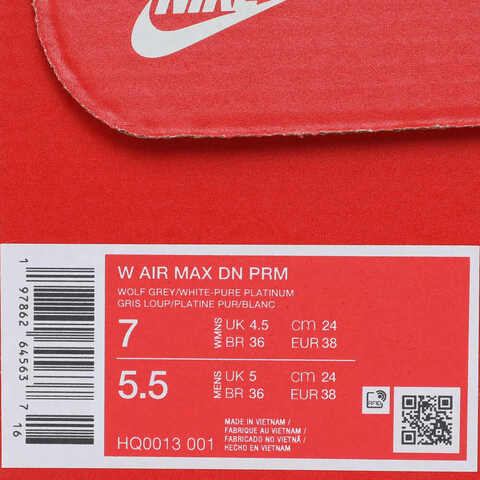 NIKE
W AIR MAX DN PRM
WOLF GREY/WHITE-PURE PLATINUM
GRIS LOUP/PLATINE PUR/BLANC
7 WMNS UK 4.5 cm 24
BR 36 EUR 38
5.5 MENS UK 5 cm 24
BR 36 EUR 38
RFID
MADE IN VIETNAM /
FABRIQUE AU VIETNAM /
FABRICADO NO VIETNÃ /
HECHO EN VIETNAM
HQ0013 001
1 97862 64563 7 16